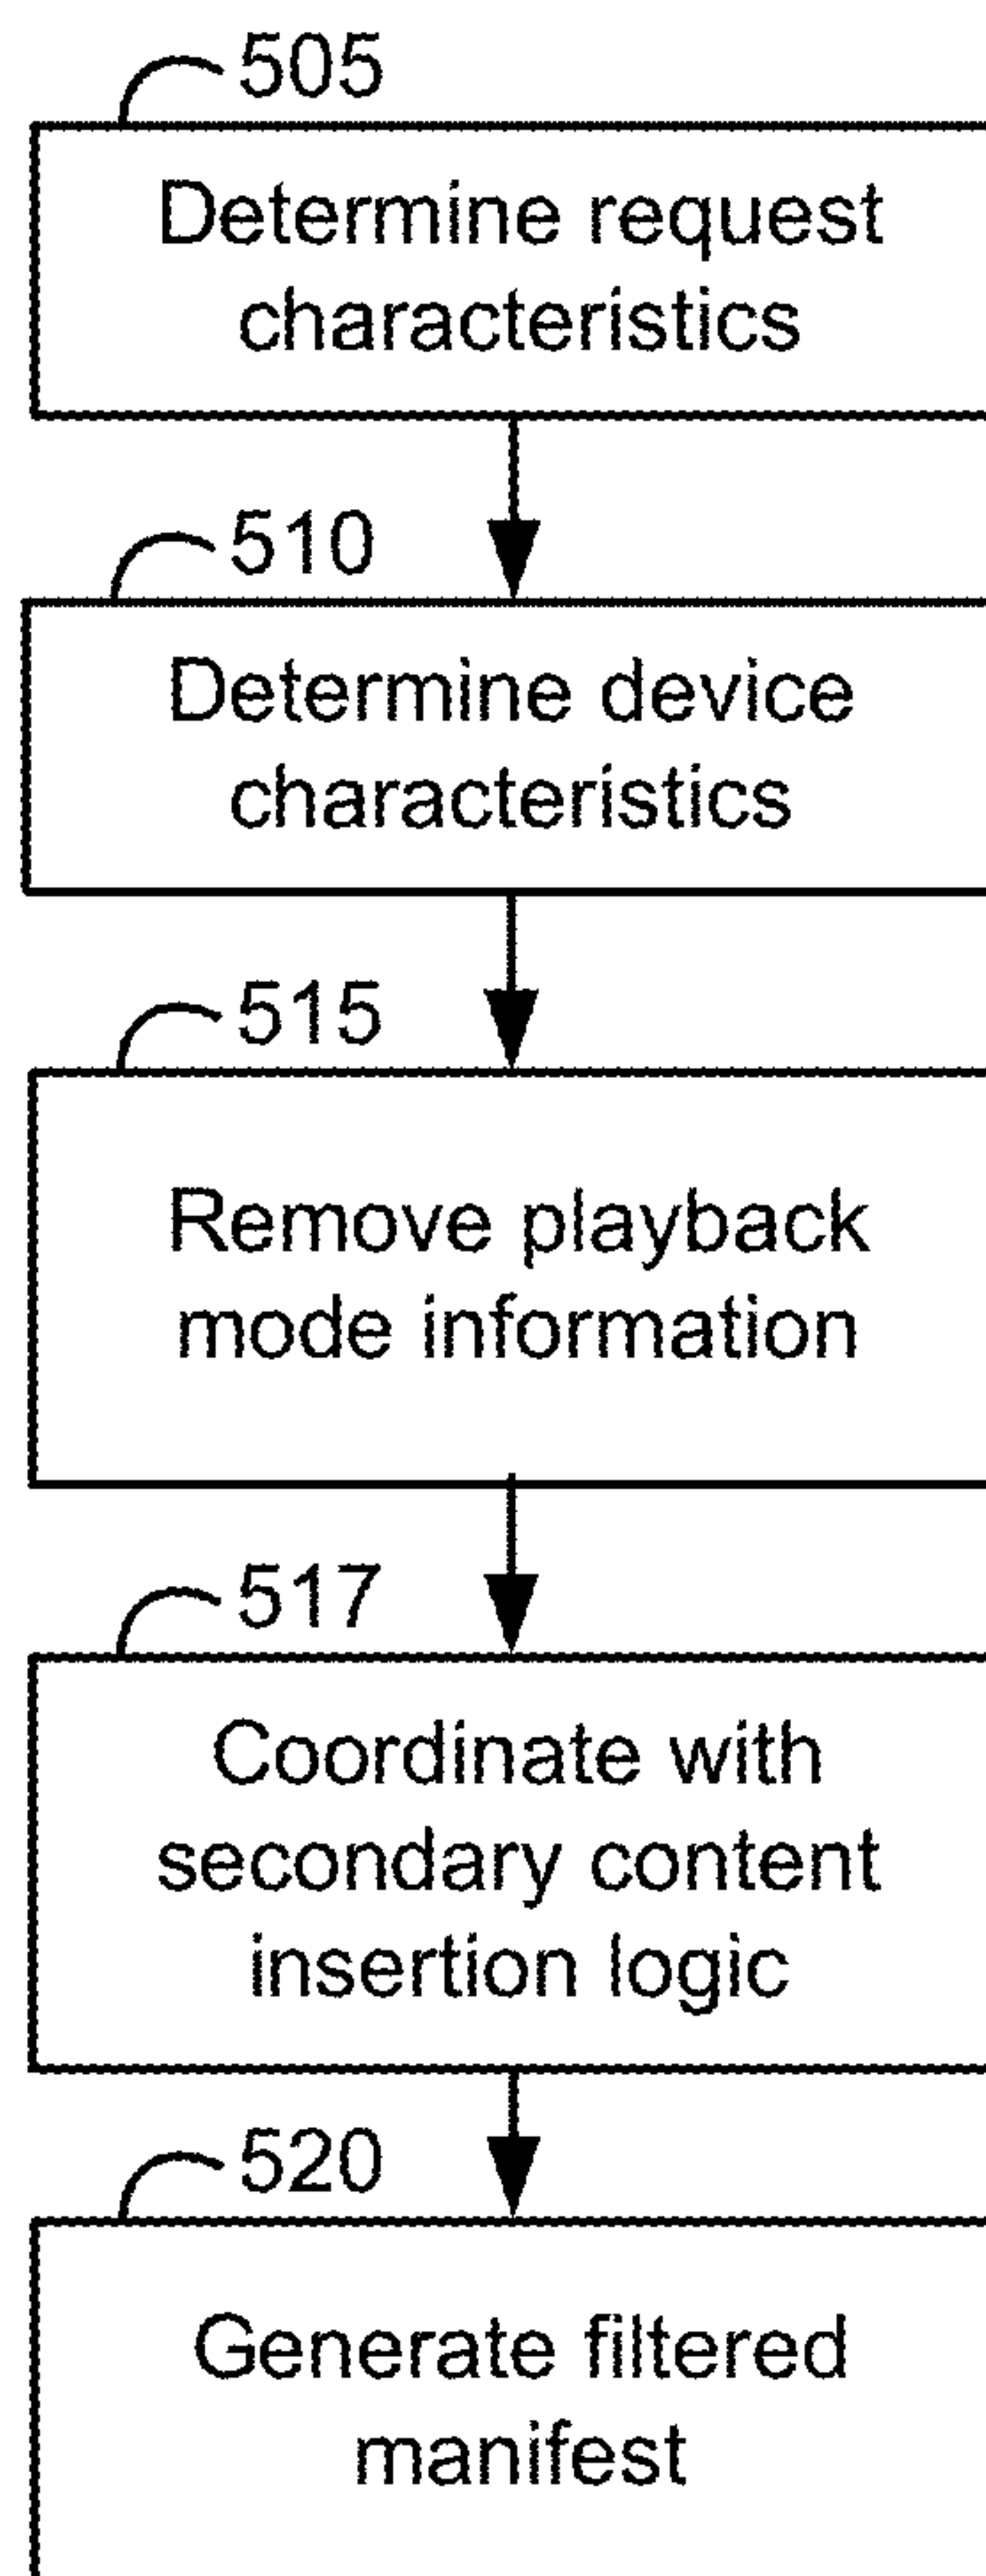 505
Determine request
characteristics
510
Determine device
characteristics
515
Remove playback
mode information
517
Coordinate with
secondary content
insertion logic
520
Generate filtered
manifest